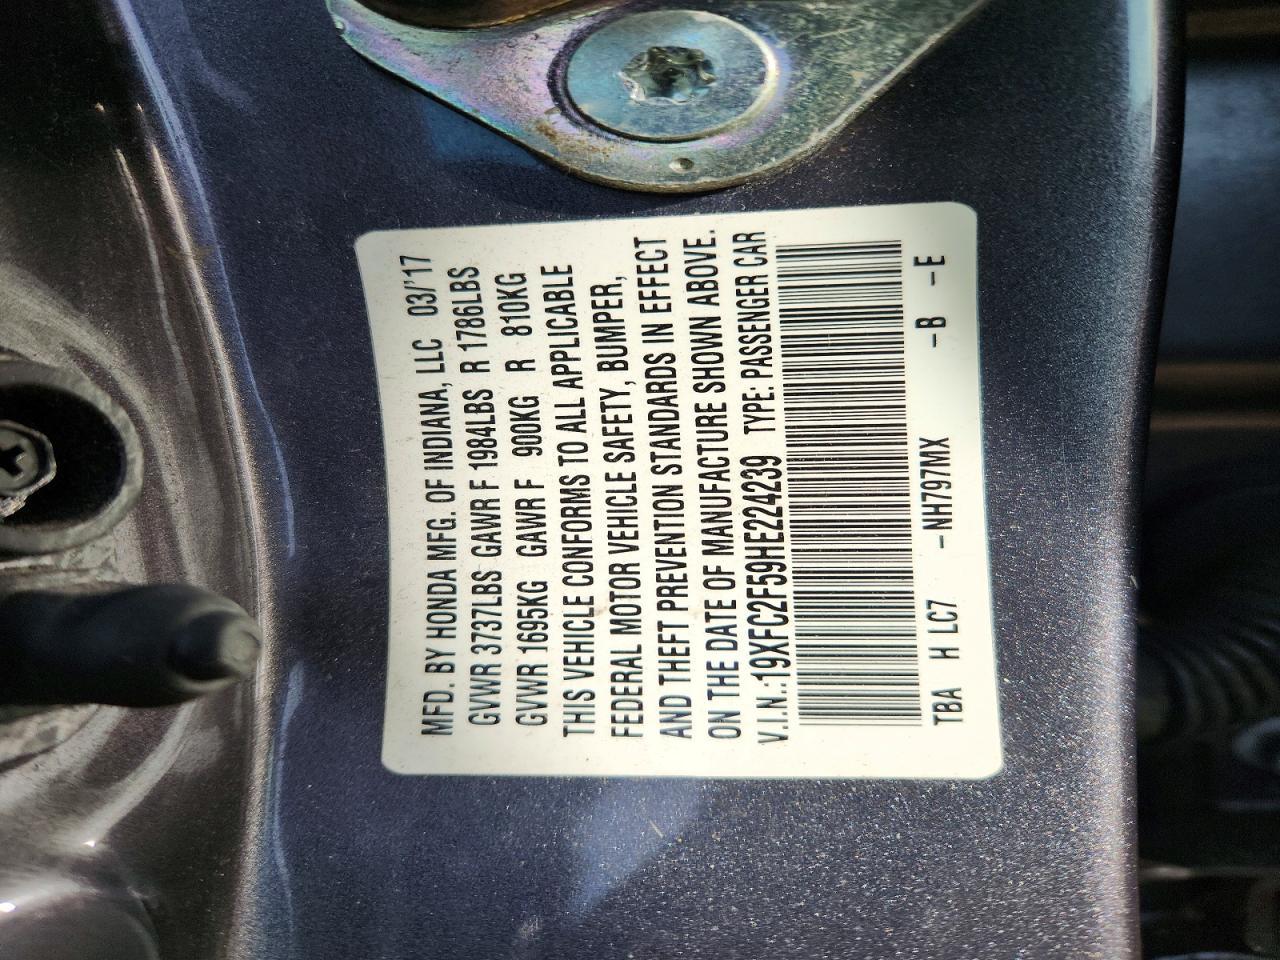 MFD. BY HONDA MFG. OF INDIANA, LLC 03/'17
GVWR 3737LBS GAWR F 1984LBS R 1786LBS
GVWR 1695KG GAWR F 900KG R 810KG
THIS VEHICLE CONFORMS TO ALL APPLICABLE
FEDERAL MOTOR VEHICLE SAFETY, BUMPER,
AND THEFT PREVENTION STANDARDS IN EFFECT
ON THE DATE OF MANUFACTURE SHOWN ABOVE.
V.I.N.:19XFC2F59HE224239 TYPE: PASSENGER CAR
TBA H LC7 -NH797MX -B -E